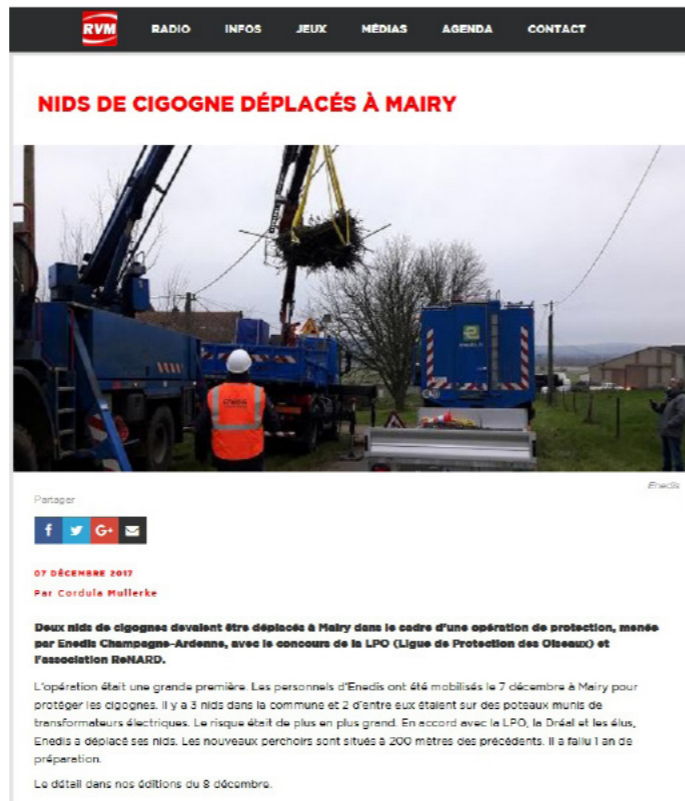 RVM RADIO INFOS JEUX MÉDIAS AGENDA CONTACT
NIDS DE CIGOGNE DÉPLACÉS À MAIRY
Enedis
Partager
f G+
07 DÉCEMBRE 2017
Par Cordula Mullerke
Deux nids de cigognes devaient être déplacés à Mairy dans le cadre d'une opération de protection, menée
par Enedis Champagne-Ardenne, avec le concours de la LPO (Ligue de Protection des Oiseaux) et
l'association ReNARD.
L'opération était une grande première. Les personnels d'Enedis ont été mobilisés le 7 décembre à Mairy pour
protéger les cigognes. Il y a 3 nids dans la commune et 2 d'entre eux étaient sur des poteaux munis de
transformateurs électriques. Le risque était de plus en plus grand. En accord avec la LPO, la Dréal et les élus,
Enedis a déplacé ses nids. Les nouveaux perchoirs sont situés à 200 mètres des précédents. Il a fallu 1 an de
préparation.
Le détail dans nos éditions du 8 décembre.